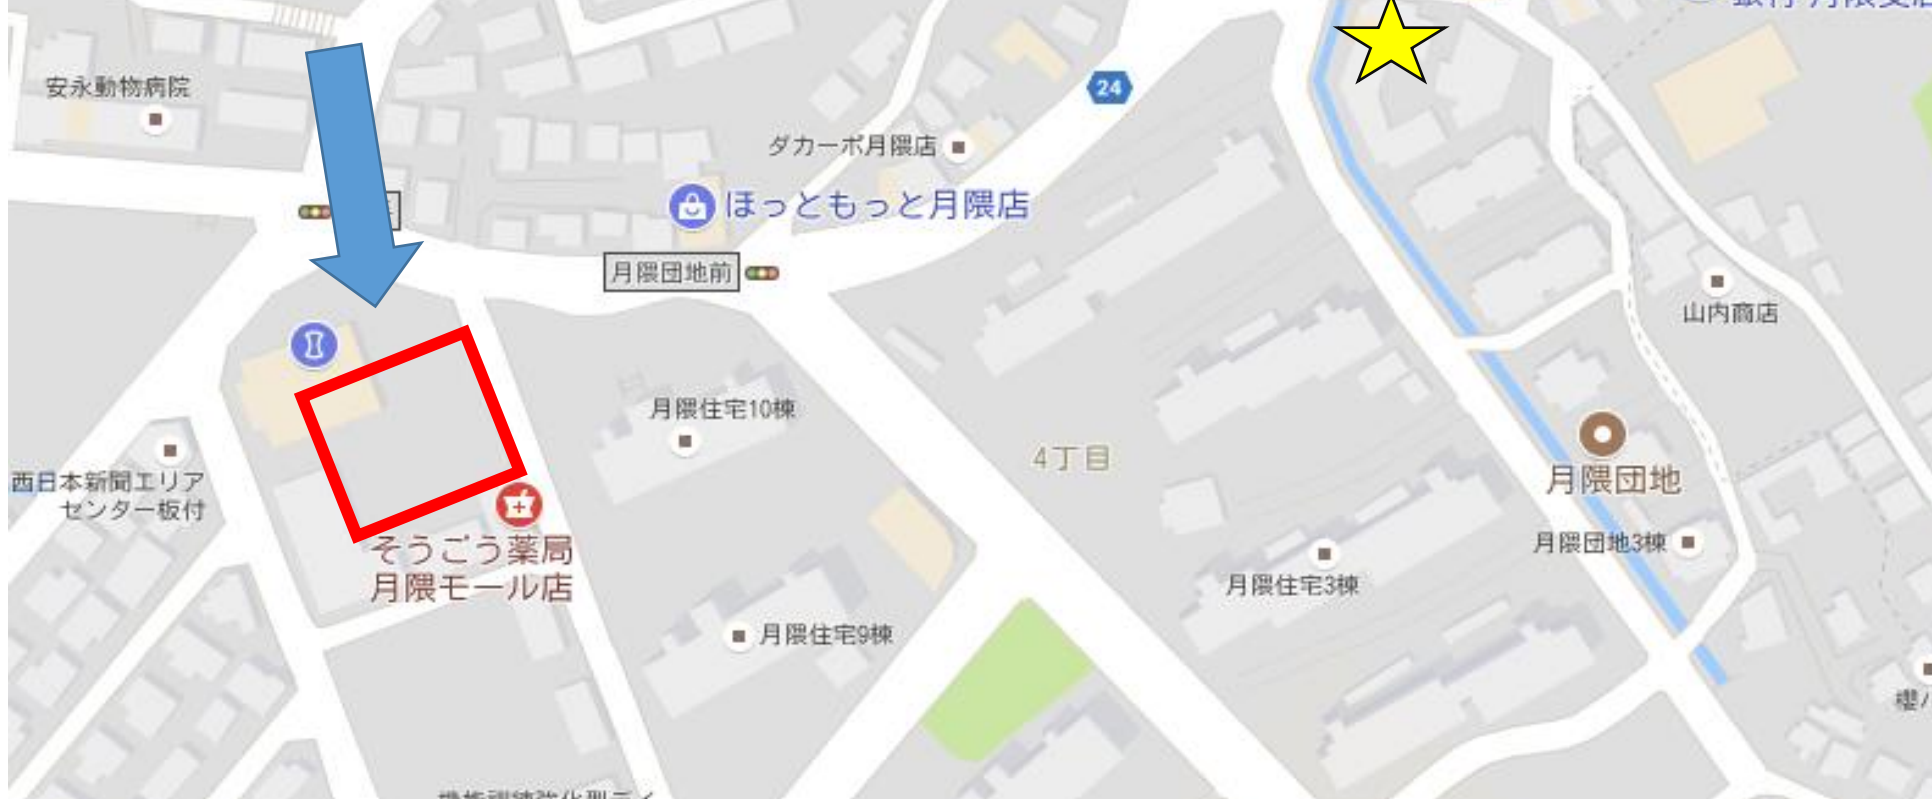 安永動物病院
24
ダカーポ月隈店
ほっともっと月隈店
月隈団地前
山内商店
月隈住宅10棟
4丁目
月隈団地
西日本新聞エリア
センター板付
月隈団地3棟
そうごう薬局
月隈モール店
月隈住宅3棟
月隈住宅9棟